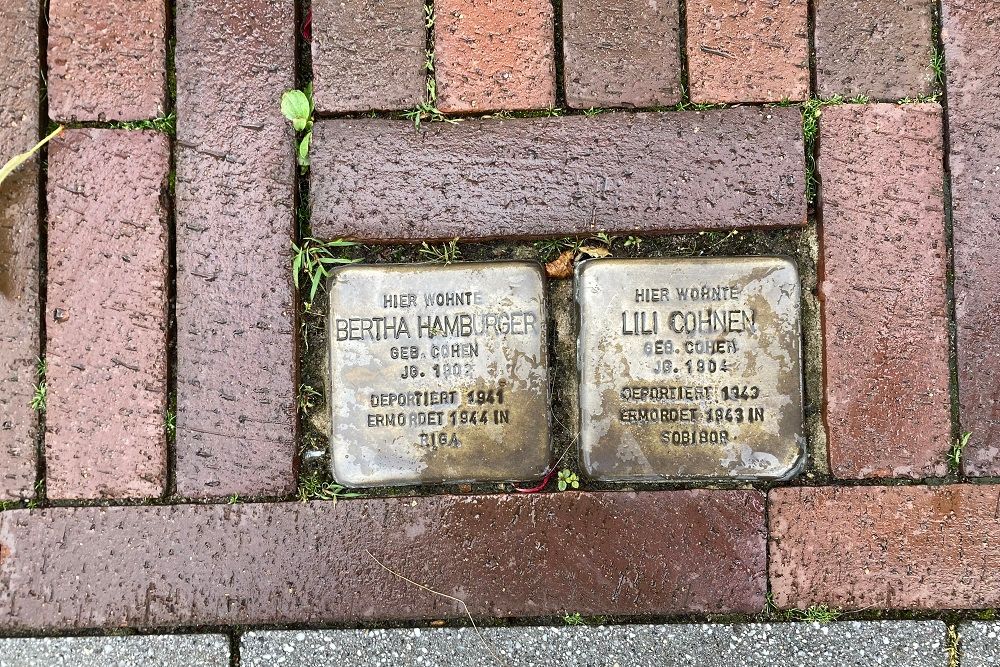 HIER WOHNTE
BERTHA HAMBURGER
GEB. COHEN
JG. 1902
DEPORTIERT 1941
ERMORDET 1944 IN
RIGA
HIER WOHNTE
LILI COHNEN
GEB. COHEN
JG. 1904
DEPORTIERT 1943
ERMORDET 1943 IN
SOBIBOR